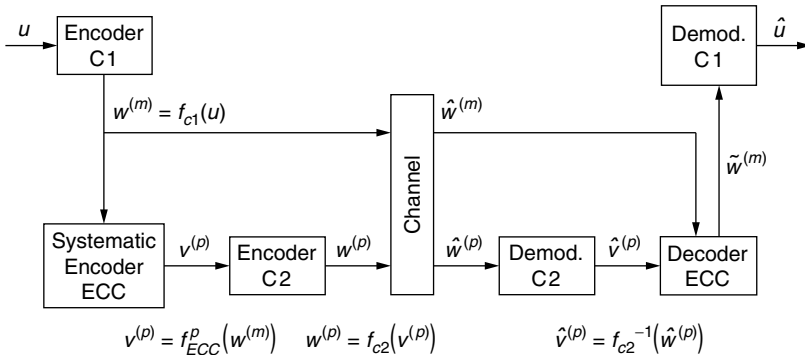 u
Encoder
C1
Demod.
C1
û
w^(m) = f_c1(u)
ŵ^(m)
w̃^(m)
Channel
Systematic
Encoder
ECC
v^(p)
Encoder
C2
w^(p)
ŵ^(p)
Demod.
C2
v̂^(p)
Decoder
ECC
v^(p) = f^p_ECC(w^(m)) w^(p) = f_c2(v^(p)) v̂^(p) = f_c2^−1(ŵ^(p))